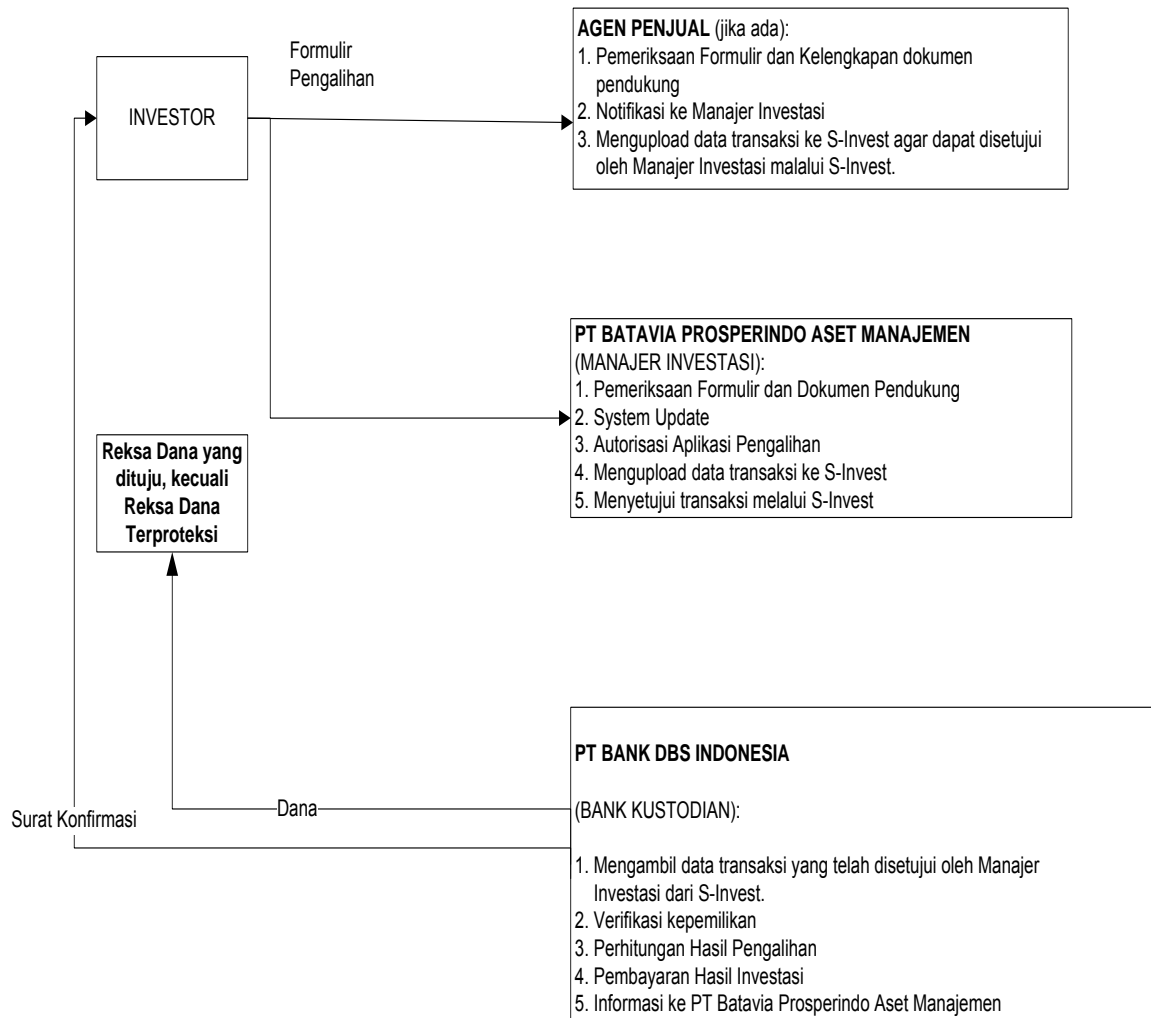 Formulir
Pengalihan
INVESTOR
AGEN PENJUAL (jika ada):
1. Pemeriksaan Formulir dan Kelengkapan dokumen
pendukung
2. Notifikasi ke Manajer Investasi
3. Mengupload data transaksi ke S-Invest agar dapat disetujui
oleh Manajer Investasi malalui S-Invest.
PT BATAVIA PROSPERINDO ASET MANAJEMEN
(MANAJER INVESTASI):
1. Pemeriksaan Formulir dan Dokumen Pendukung
2. System Update
3. Autorisasi Aplikasi Pengalihan
4. Mengupload data transaksi ke S-Invest
5. Menyetujui transaksi melalui S-Invest
Reksa Dana yang
dituju, kecuali
Reksa Dana
Terproteksi
Surat Konfirmasi
Dana
PT BANK DBS INDONESIA
(BANK KUSTODIAN):
1. Mengambil data transaksi yang telah disetujui oleh Manajer
Investasi dari S-Invest.
2. Verifikasi kepemilikan
3. Perhitungan Hasil Pengalihan
4. Pembayaran Hasil Investasi
5. Informasi ke PT Batavia Prosperindo Aset Manajemen